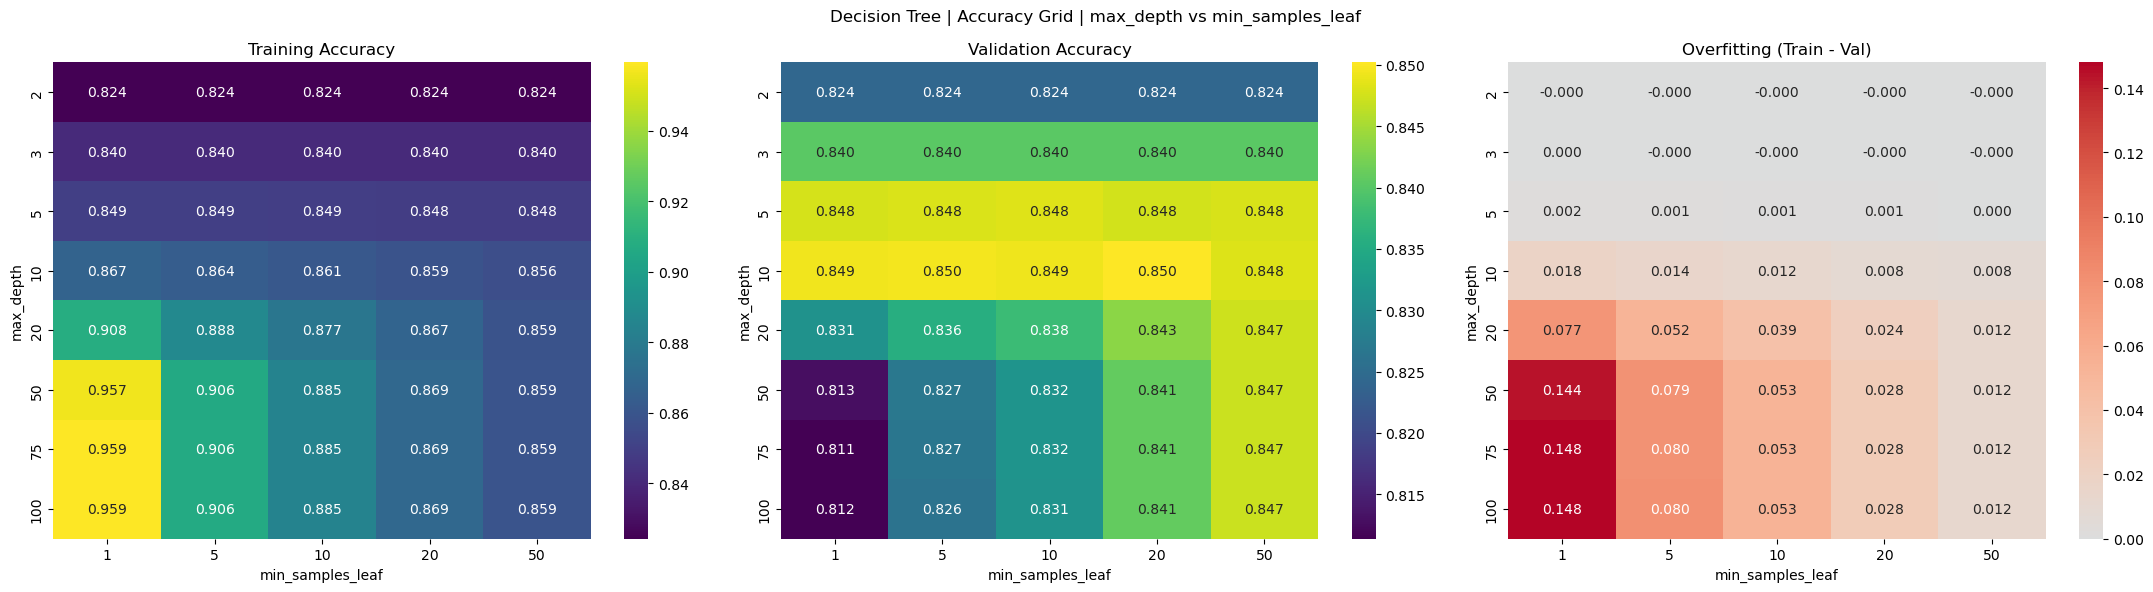 Decision Tree | Accuracy Grid | max_depth vs min_samples_leaf
Training Accuracy
max_depth
2 0.824 0.824 0.824 0.824 0.824
3 0.840 0.840 0.840 0.840 0.840
5 0.849 0.849 0.849 0.848 0.848
10 0.867 0.864 0.861 0.859 0.856
20 0.908 0.888 0.877 0.867 0.859
50 0.957 0.906 0.885 0.869 0.859
75 0.959 0.906 0.885 0.869 0.859
100 0.959 0.906 0.885 0.869 0.859
1 5 10 20 50
min_samples_leaf
0.94
0.92
0.90
0.88
0.86
0.84
Validation Accuracy
max_depth
2 0.824 0.824 0.824 0.824 0.824
3 0.840 0.840 0.840 0.840 0.840
5 0.848 0.848 0.848 0.848 0.848
10 0.849 0.850 0.849 0.850 0.848
20 0.831 0.836 0.838 0.843 0.847
50 0.813 0.827 0.832 0.841 0.847
75 0.811 0.827 0.832 0.841 0.847
100 0.812 0.826 0.831 0.841 0.847
1 5 10 20 50
min_samples_leaf
0.850
0.845
0.840
0.835
0.830
0.825
0.820
0.815
Overfitting (Train - Val)
max_depth
2 -0.000 -0.000 -0.000 -0.000 -0.000
3 0.000 -0.000 -0.000 -0.000 -0.000
5 0.002 0.001 0.001 0.001 0.000
10 0.018 0.014 0.012 0.008 0.008
20 0.077 0.052 0.039 0.024 0.012
50 0.144 0.079 0.053 0.028 0.012
75 0.148 0.080 0.053 0.028 0.012
100 0.148 0.080 0.053 0.028 0.012
1 5 10 20 50
min_samples_leaf
0.14
0.12
0.10
0.08
0.06
0.04
0.02
0.00